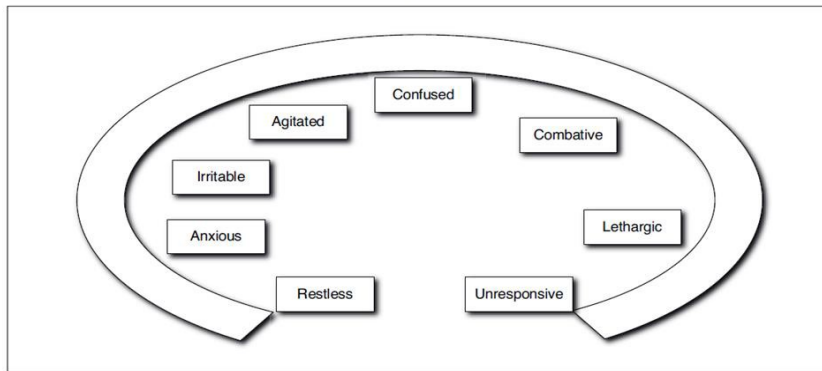 Confused
Agitated
Combative
Irritable
Anxious
Lethargic
Restless
Unresponsive